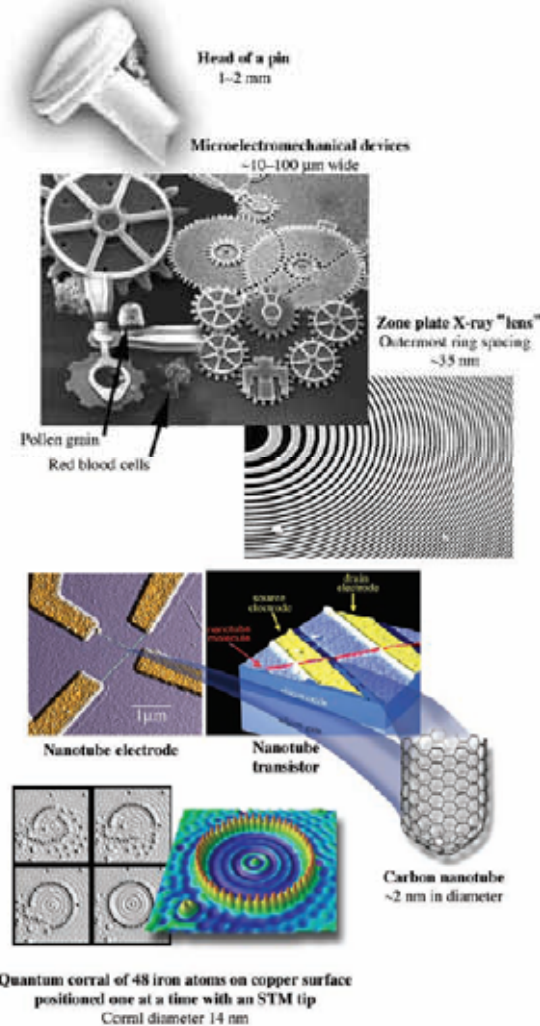 Head of a pin
1–2 mm
Microelectromechanical devices
~10–100 μm wide
Zone plate X-ray "lens"
Outermost ring spacing
~35 nm
Pollen grain
Red blood cells
drain
electrode
source
electrode
nanotube
1μm
Nanotube electrode
Nanotube
transistor
Carbon nanotube
~2 nm in diameter
Quantum corral of 48 iron atoms on copper surface
positioned one at a time with an STM tip
Corral diameter 14 nm